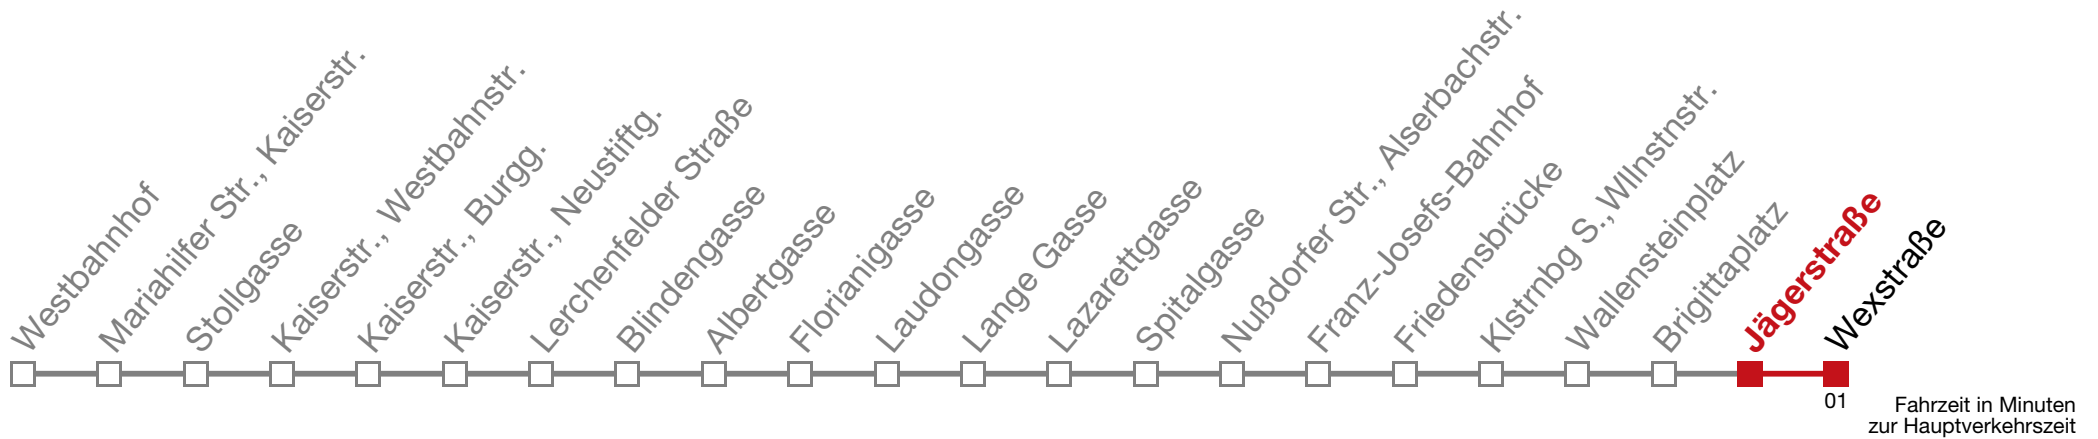 Westbahnhof
Mariahilfer Str., Kaiserstr.
Stollgasse
Kaiserstr., Westbahnstr.
Kaiserstr., Burgg.
Kaiserstr., Neustiftg.
Lerchenfelder Straße
Blindengasse
Albertgasse
Florianigasse
Laudongasse
Lange Gasse
Lazarettgasse
Spitalgasse
Nußdorfer Str., Alserbachstr.
Franz-Josefs-Bahnhof
Friedensbrücke
Klstrnbg S., Wllnstnstr.
Wallensteinplatz
Brigittaplatz
Jägerstraße
Wexstraße
01
Fahrzeit in Minuten
zur Hauptverkehrszeit